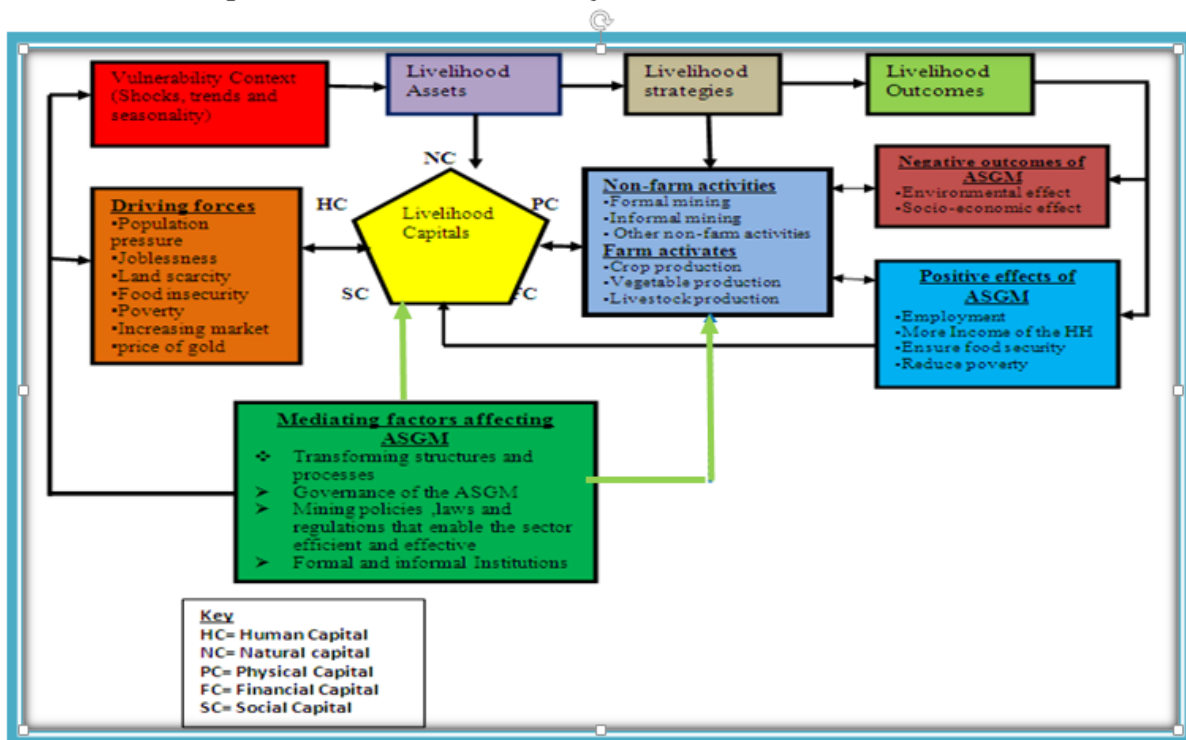 Vulnerability Context
(Shocks, trends and
seasonality)
Livelihood
Assets
Livelihood
strategies
Livelihood
Outcomes
Driving forces
•Population
pressure
•Joblessness
•Land scarcity
•Food insecurity
•Poverty
•Increasing market
•price of gold
NC
HC
PC
SC
FC
Livelihood
Capitals
Non-farm activities
•Formal mining
•Informal mining
• Other non-farm activities
Farm activates
•Crop production
•Vegetable production
•Livestock production
Negative outcomes of
ASGM
•Environmental effect
•Socio-economic effect
Positive effects of
ASGM
•Employment
•More Income of the HH
•Ensure food security
•Reduce poverty
Mediating factors affecting
ASGM
❖ Transforming structures and
processes
➢ Governance of the ASGM
➢ Mining policies ,laws and
regulations that enable the sector
efficient and effective
➢ Formal and informal Institutions
Key
HC= Human Capital
NC= Natural capital
PC= Physical Capital
FC= Financial Capital
SC= Social Capital